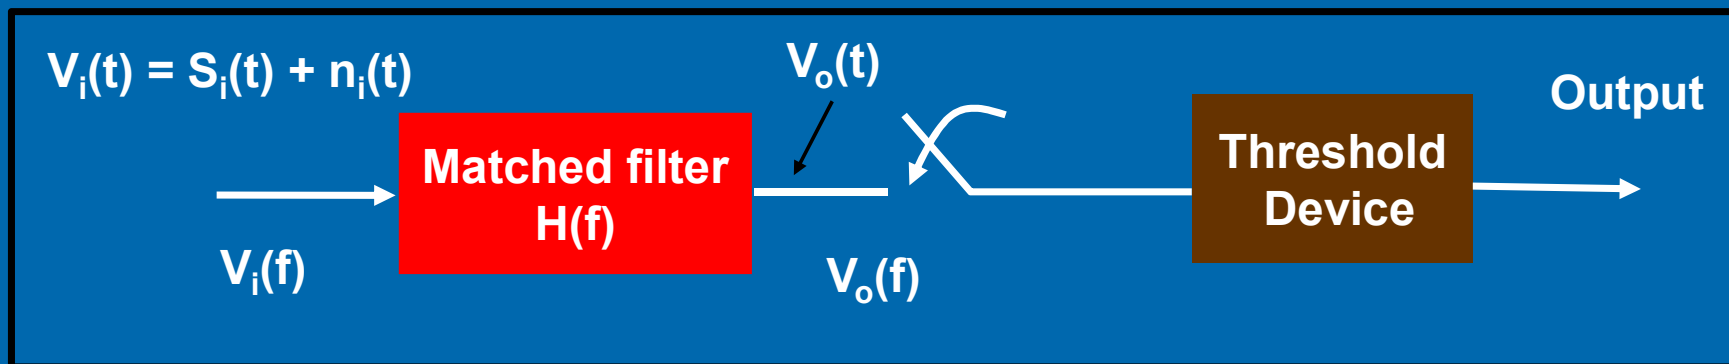 Vᵢ(t) = Sᵢ(t) + nᵢ(t)
Vₒ(t)
Output
Matched filter
H(f)
Threshold
Device
Vᵢ(f)
Vₒ(f)